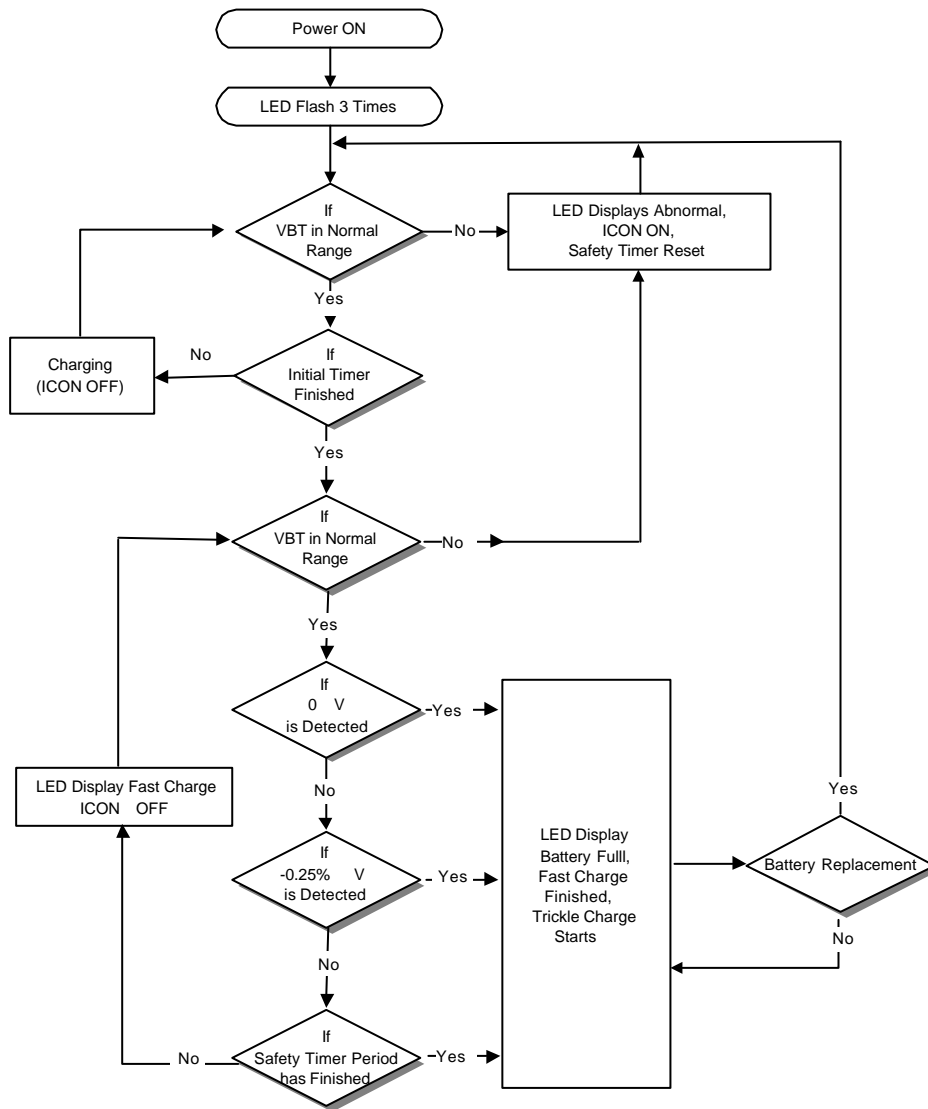 Power ON
LED Flash 3 Times
If
VBT in Normal
Range
No
LED Displays Abnormal,
ICON ON,
Safety Timer Reset
Yes
Charging
(ICON OFF)
No
If
Initial Timer
Finished
Yes
If
VBT in Normal
Range
No
Yes
If
0 V
is Detected
Yes
LED Display Fast Charge
ICON OFF
No
If
-0.25% V
is Detected
Yes
LED Display
Battery Fulll,
Fast Charge
Finished,
Trickle Charge
Starts
Yes
Battery Replacement
No
No
If
Safety Timer Period
has Finished
No
Yes